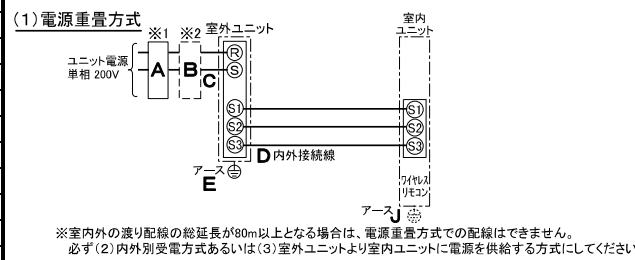 (1)電源重畳方式
※1 ※2 室外ユニット
室内
ユニット
ユニット電源
単相 200V
A
B
C
R
S
S1
S2
S3
D 内外接続線
アース
E
S1
S2
S3
ワイヤレス
リモコン
アース J
※室内外の渡り配線の総延長が80m以上となる場合は、電源重畳方式での配線はできません。
必ず(2)内外別受電方式あるいは(3)室外ユニットより室内ユニットに電源を供給する方式にしてください